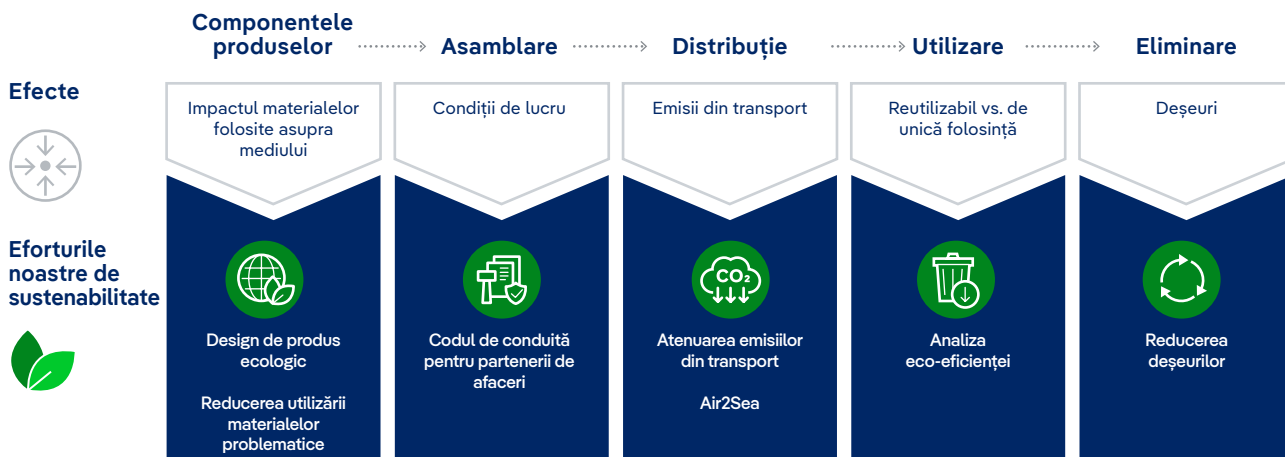 Componentele
produselor
Asamblare
Distribuție
Utilizare
Eliminare
Efecte
Impactul materialelor
folosite asupra
mediului
Condiții de lucru
Emisii din transport
Reutilizabil vs. de
unică folosință
Deșeuri
Eforturile
noastre de
sustenabilitate
Design de produs
ecologic
Reducerea utilizării
materialelor
problematice
Codul de conduită
pentru partenerii de
afaceri
CO₂
Atenuarea emisiilor
din transport
Air2Sea
Analiza
eco-eficienței
Reducerea
deșeurilor